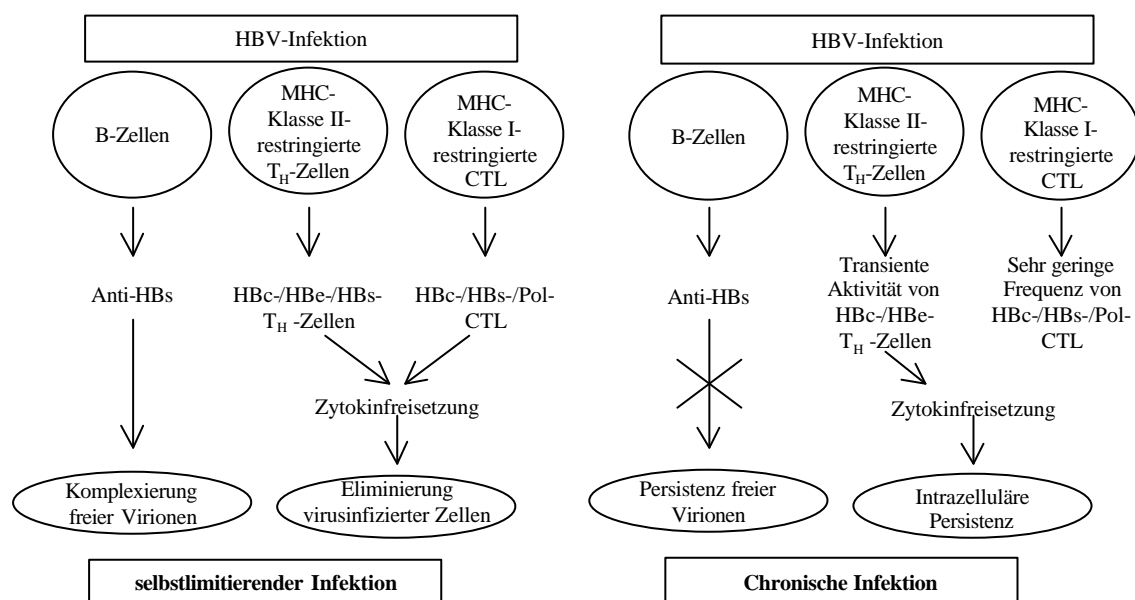 HBV-Infektion
B-Zellen
MHC-
Klasse II-
restringierte
TH-Zellen
MHC-
Klasse I-
restringierte
CTL
Anti-HBs
HBc-/HBe-/HBs-
TH -Zellen
HBc-/HBs-/Pol-
CTL
Zytokinfreisetzung
Komplexierung
freier Virionen
Eliminierung
virusinfizierter Zellen
selbstlimitierender Infektion
HBV-Infektion
B-Zellen
MHC-
Klasse II-
restringierte
TH-Zellen
MHC-
Klasse I-
restringierte
CTL
Anti-HBs
Transiente
Aktivität von
HBc-/HBe-
TH -Zellen
Sehr geringe
Frequenz von
HBc-/HBs-/Pol-
CTL
Zytokinfreisetzung
Persistenz freier
Virionen
Intrazelluläre
Persistenz
Chronische Infektion